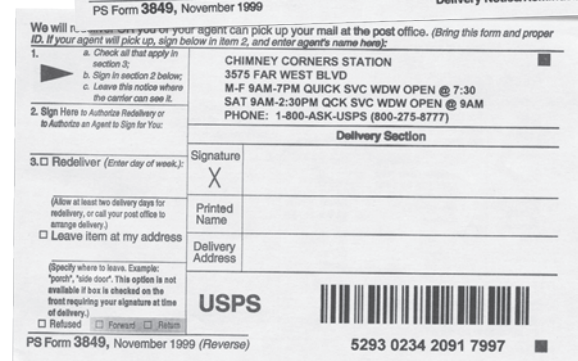 PS Form 3849, November 1999
We will
you or your agent can pick up your mail at the post office. (Bring this form and proper
ID. If your agent will pick up, sign below in item 2, and enter agent's name here):
1.
a. Check all that apply in
section 3;
b. Sign in section 2 below;
c. Leave this notice where
the carrier can see it.
2. Sign Here to Authorize Redelivery or
to Authorize an Agent to Sign for You:
3. Redeliver (Enter day of week.):
(Allow at least two delivery days for
redelivery, or call your post office to
arrange delivery.)
Leave item at my address
(Specify where to leave. Example:
"porch", "side door". This option is not
available if box is checked on the
front requiring your signature at time
of delivery.)
Refused Forward Return
CHIMNEY CORNERS STATION
3575 FAR WEST BLVD
M-F 9AM-7PM QUICK SVC WDW OPEN @ 7:30
SAT 9AM-2:30PM QCK SVC WDW OPEN @ 9AM
PHONE: 1-800-ASK-USPS (800-275-8777)
Delivery Section
Signature
X
Printed
Name
Delivery
Address
USPS
5293 0234 2091 7997
PS Form 3849, November 1999 (Reverse)